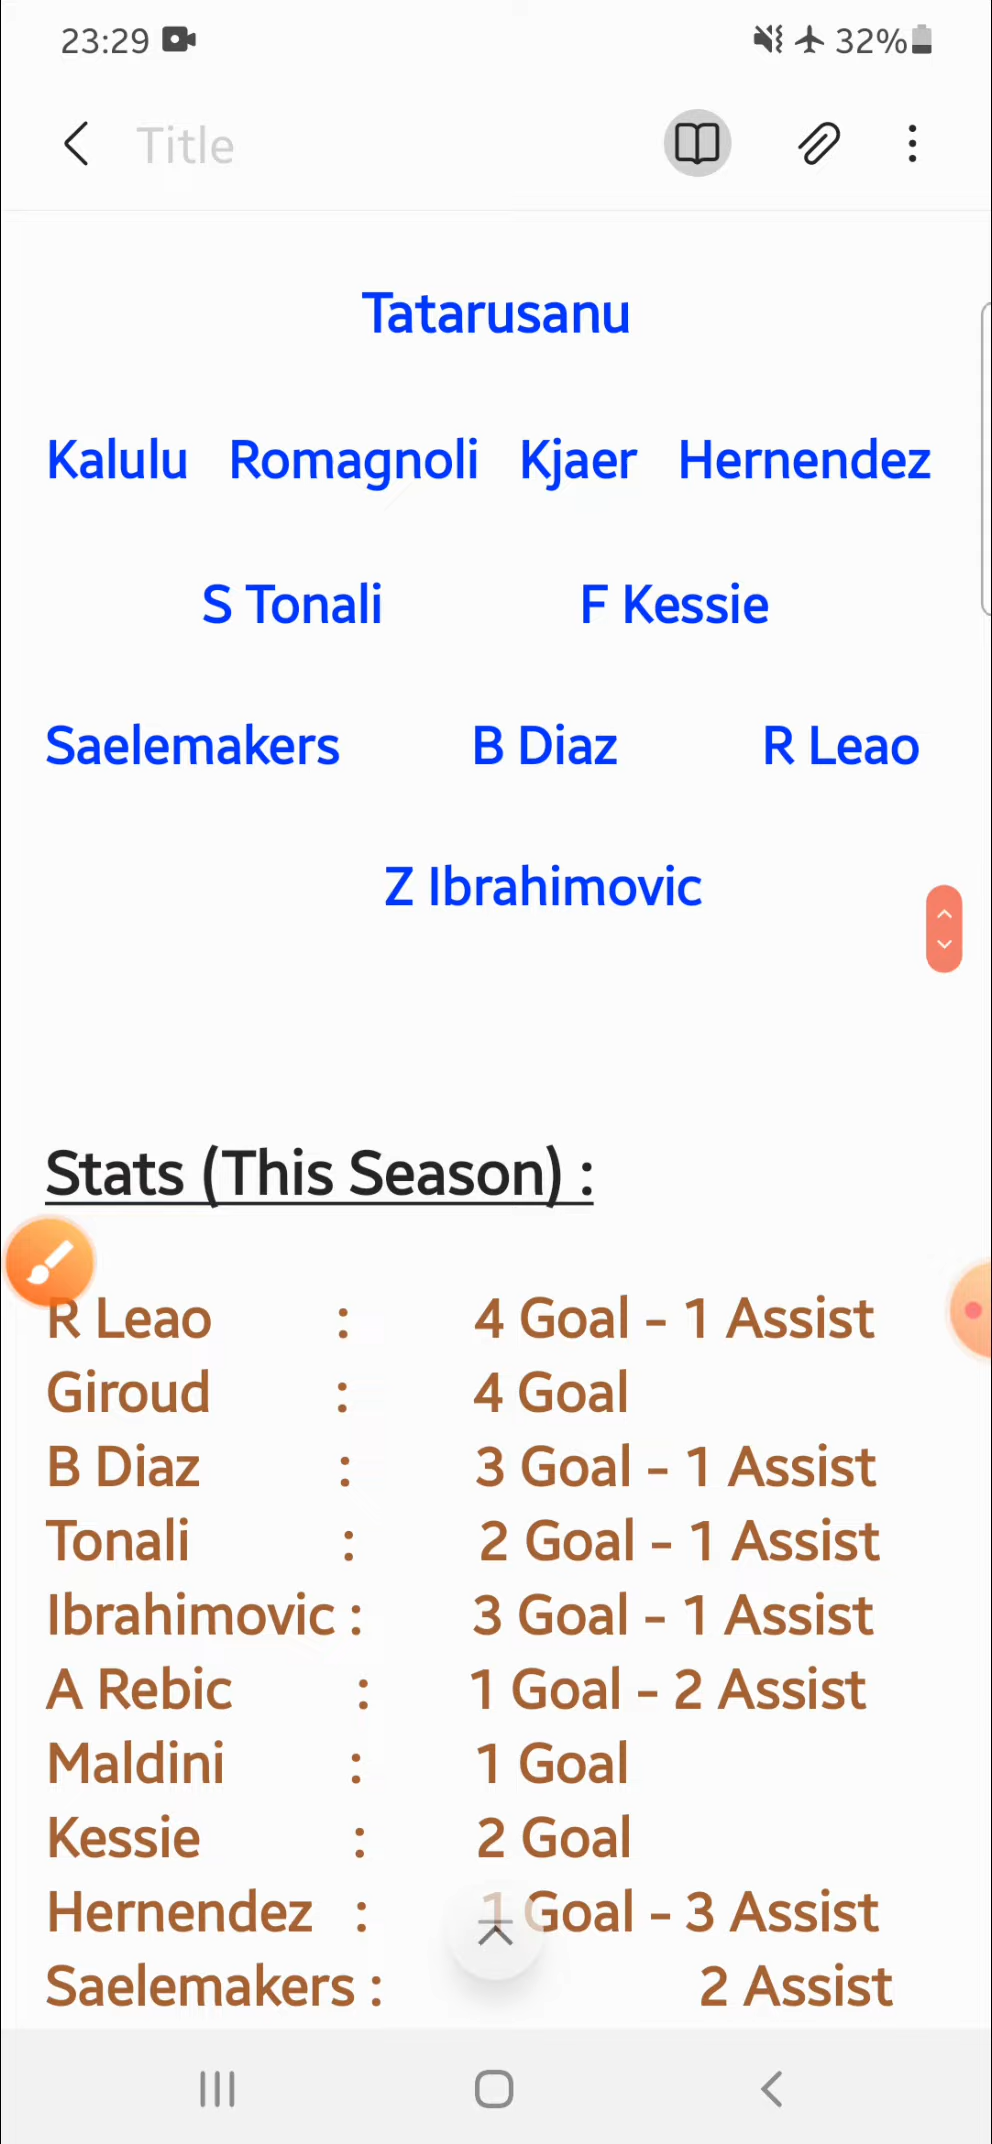 23:29 32%
Title
Tatarusanu
Kalulu Romagnoli Kjaer Hernendez
S Tonali F Kessie
Saelemakers B Diaz R Leao
Z Ibrahimovic
Stats (This Season) :
R Leao : 4 Goal - 1 Assist
Giroud : 4 Goal
B Diaz : 3 Goal - 1 Assist
Tonali : 2 Goal - 1 Assist
Ibrahimovic : 3 Goal - 1 Assist
A Rebic : 1 Goal - 2 Assist
Maldini : 1 Goal
Kessie : 2 Goal
Hernendez : 1 Goal - 3 Assist
Saelemakers : 2 Assist